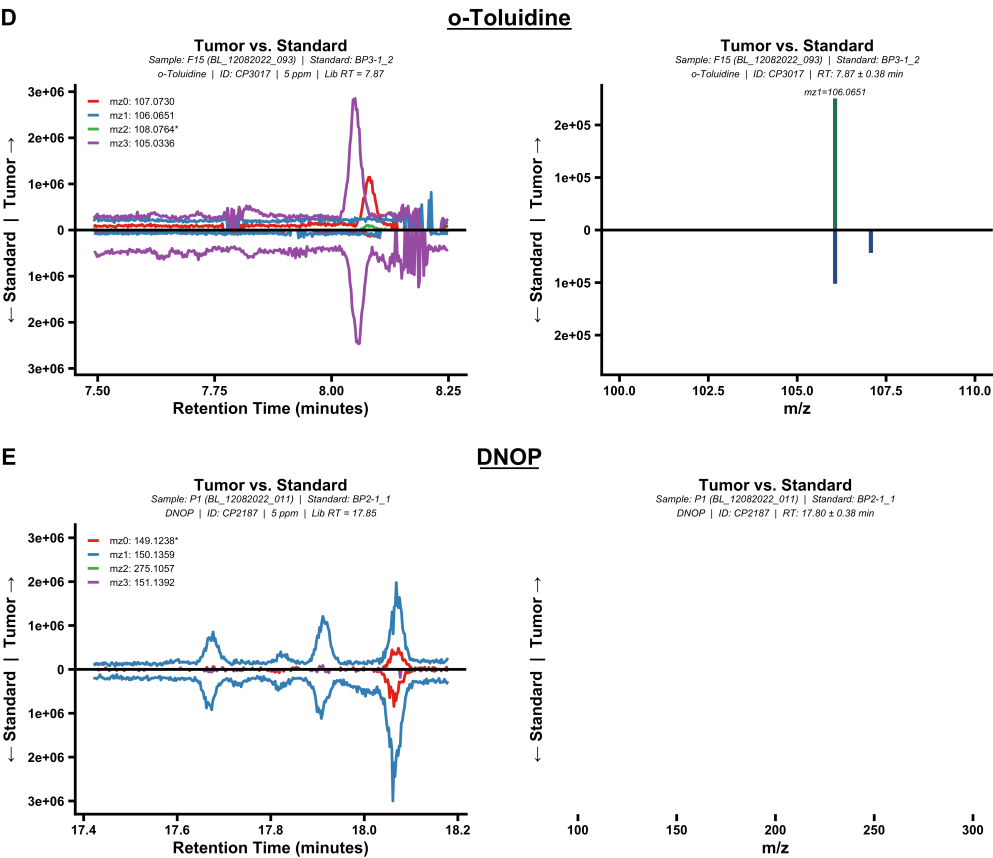 D
o-Toluidine
Tumor vs. Standard
Sample: F15 (BL_12082022_093) | Standard: BP3-1_2
o-Toluidine | ID: CP3017 | 5 ppm | Lib RT = 7.87
3e+06
2e+06
1e+06
0
1e+06
2e+06
3e+06
← Standard | Tumor →
mz0: 107.0730
mz1: 106.0651
mz2: 108.0764*
mz3: 105.0336
7.50
7.75
8.00
8.25
Retention Time (minutes)
Tumor vs. Standard
Sample: F15 (BL_12082022_093) | Standard: BP3-1_2
o-Toluidine | ID: CP3017 | RT: 7.87 ± 0.38 min
mz1=106.0651
2e+05
1e+05
0
1e+05
2e+05
← Standard | Tumor →
100.0
102.5
105.0
107.5
110.0
m/z
E
DNOP
Tumor vs. Standard
Sample: P1 (BL_12082022_011) | Standard: BP2-1_1
DNOP | ID: CP2187 | 5 ppm | Lib RT = 17.85
3e+06
2e+06
1e+06
0
1e+06
2e+06
3e+06
← Standard | Tumor →
mz0: 149.1238*
mz1: 150.1359
mz2: 275.1057
mz3: 151.1392
17.4
17.6
17.8
18.0
18.2
Retention Time (minutes)
Tumor vs. Standard
Sample: P1 (BL_12082022_011) | Standard: BP2-1_1
DNOP | ID: CP2187 | RT: 17.80 ± 0.38 min
← Standard | Tumor →
100
150
200
250
300
m/z